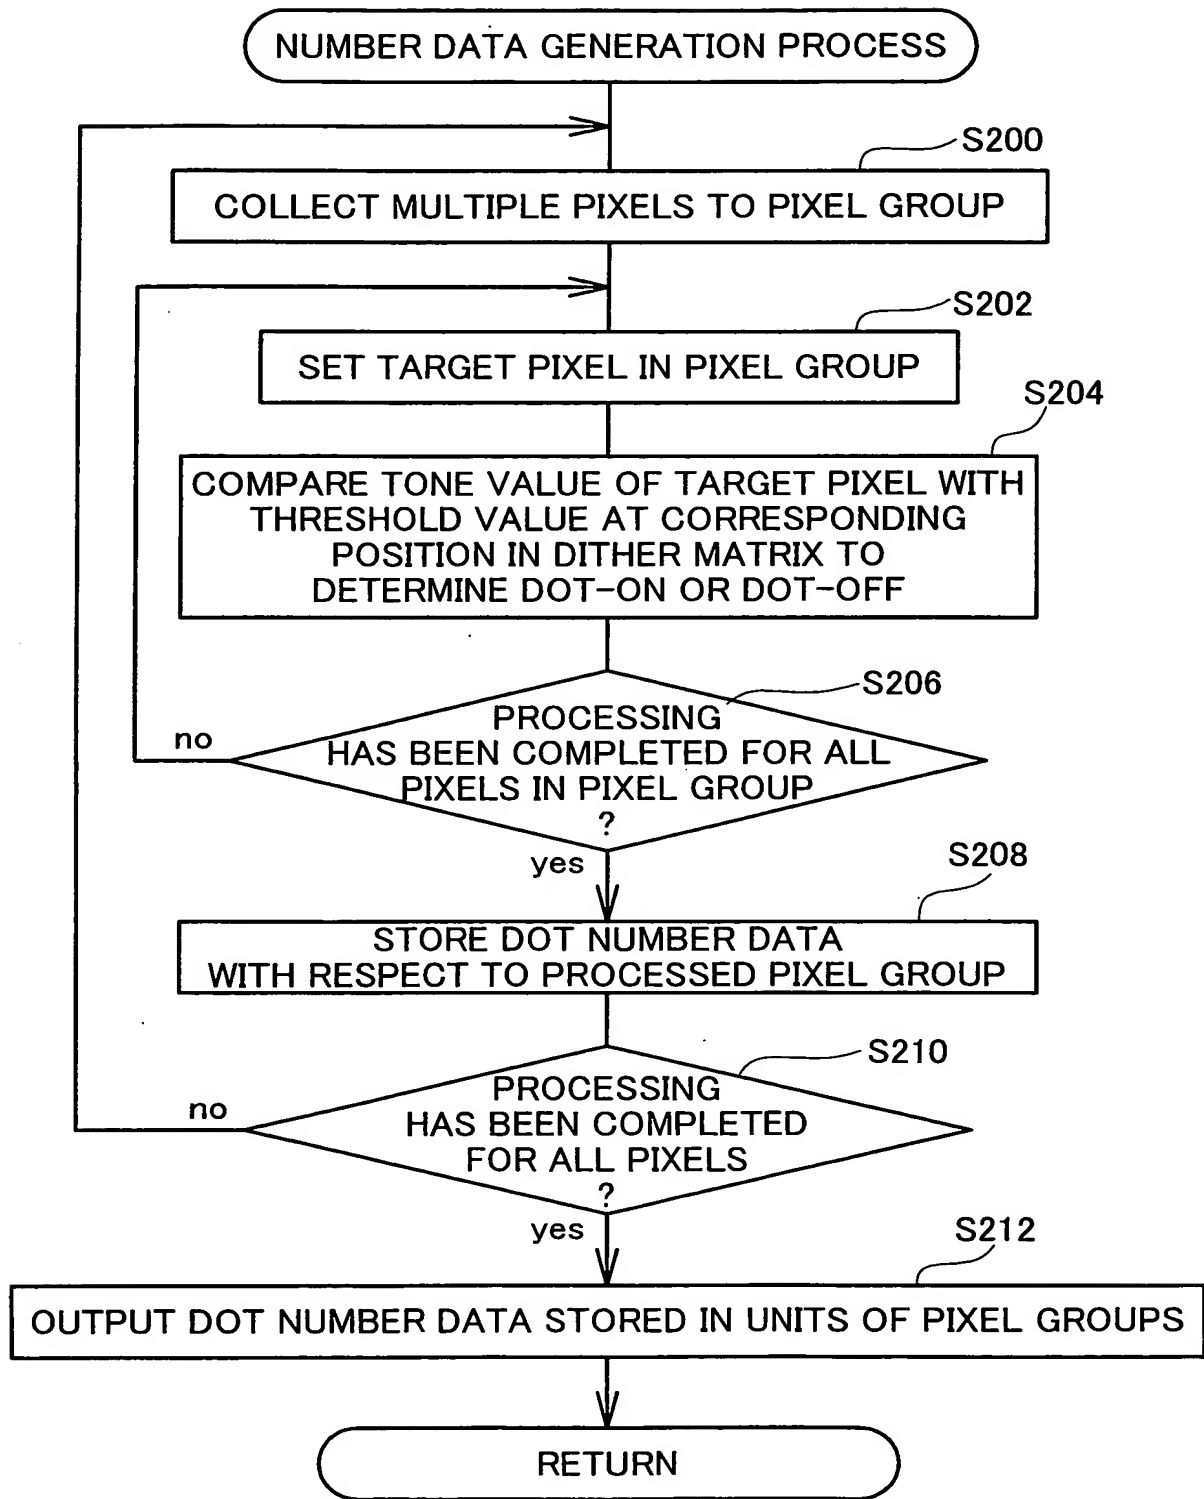 NUMBER DATA GENERATION PROCESS
S200
COLLECT MULTIPLE PIXELS TO PIXEL GROUP
S202
SET TARGET PIXEL IN PIXEL GROUP
S204
COMPARE TONE VALUE OF TARGET PIXEL WITH
THRESHOLD VALUE AT CORRESPONDING
POSITION IN DITHER MATRIX TO
DETERMINE DOT-ON OR DOT-OFF
S206
PROCESSING
HAS BEEN COMPLETED FOR ALL
PIXELS IN PIXEL GROUP
?
no
yes
S208
STORE DOT NUMBER DATA
WITH RESPECT TO PROCESSED PIXEL GROUP
S210
PROCESSING
HAS BEEN COMPLETED
FOR ALL PIXELS
?
no
yes
S212
OUTPUT DOT NUMBER DATA STORED IN UNITS OF PIXEL GROUPS
RETURN